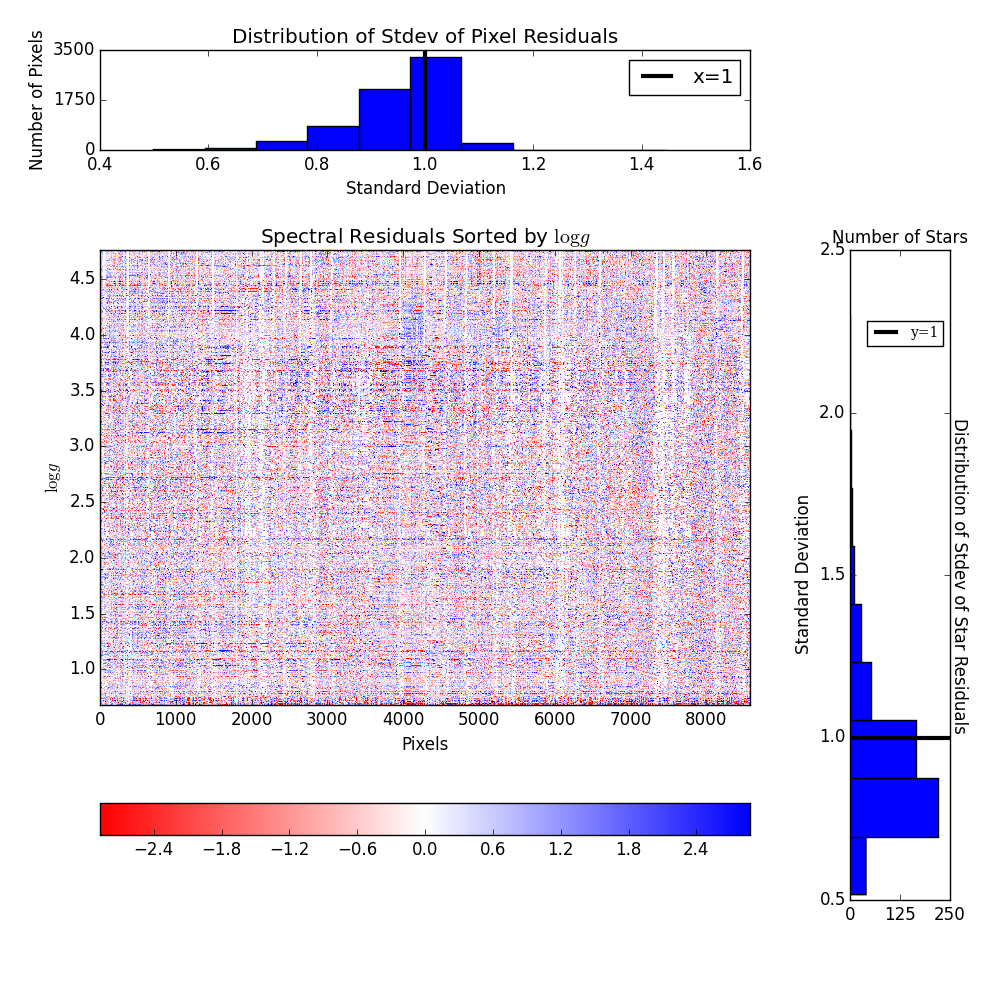 Distribution of Stdev of Pixel Residuals
Number of Pixels
3500
1750
0
x=1
0.4 0.6 0.8 1.0 1.2 1.4 1.6
Standard Deviation
Spectral Residuals Sorted by log g
log g
4.5
4.0
3.5
3.0
2.5
2.0
1.5
1.0
0 1000 2000 3000 4000 5000 6000 7000 8000
Pixels
−2.4 −1.8 −1.2 −0.6 0.0 0.6 1.2 1.8 2.4
Number of Stars
2.5
2.0
1.5
1.0
0.5
y=1
Standard Deviation
Distribution of Stdev of Star Residuals
0 125 250